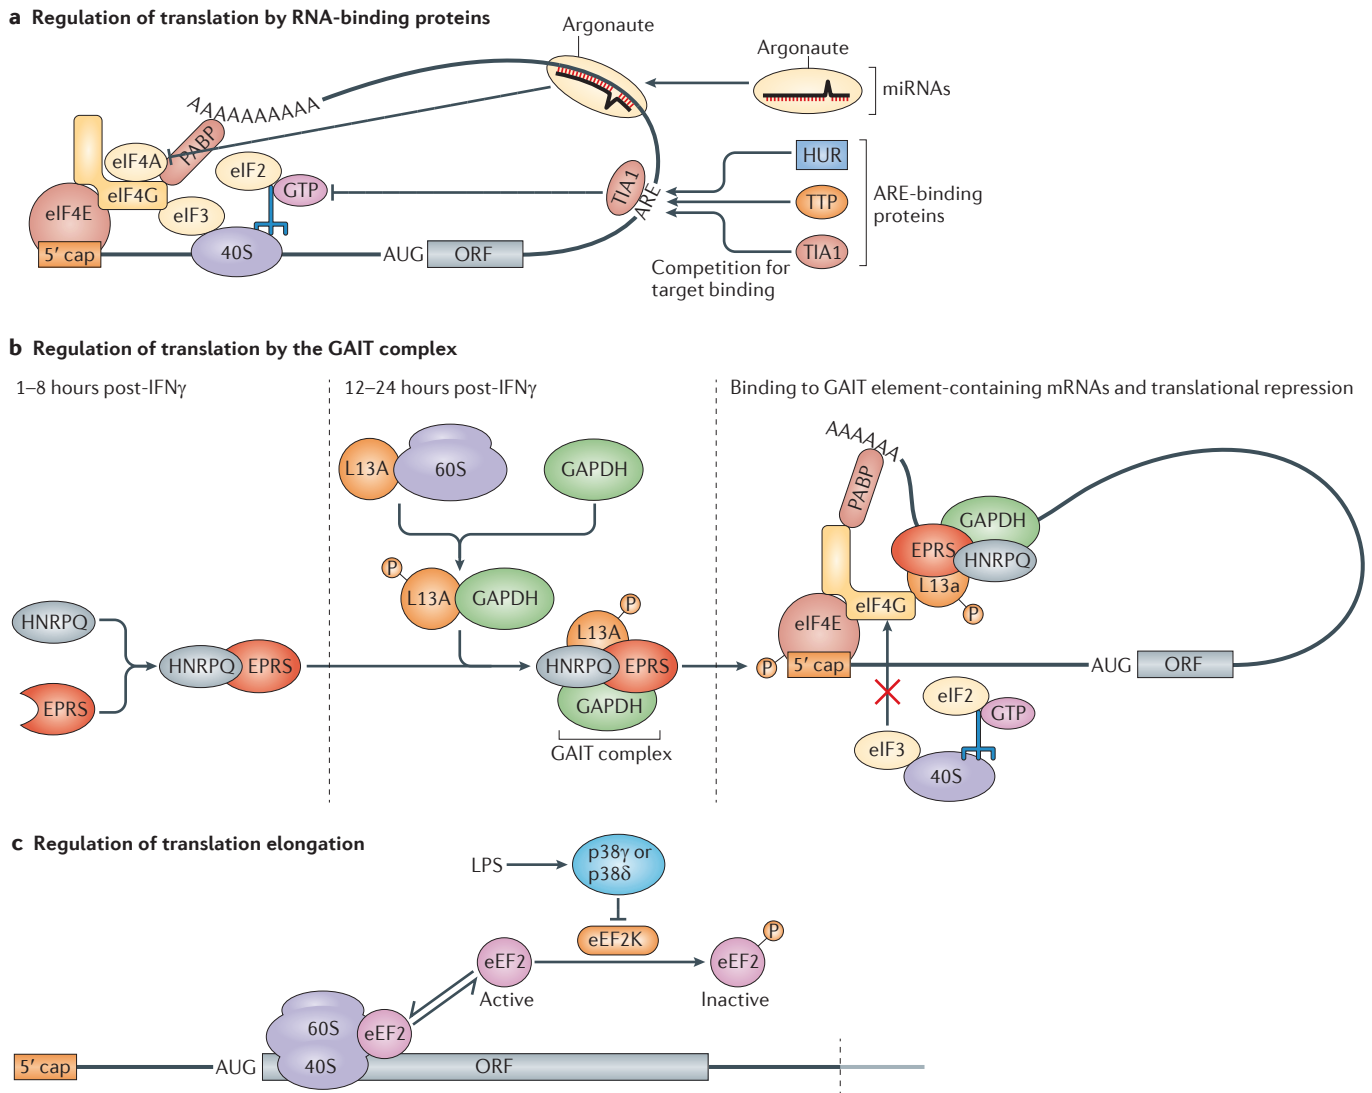 a Regulation of translation by RNA-binding proteins
Argonaute
Argonaute
miRNAs
AAAAAAAAAA
PABP
eIF4A
eIF4G
eIF4E
eIF2
GTP
eIF3
40S
5′ cap
AUG
ORF
TIA1
ARE
HUR
TTP
TIA1
ARE-binding
proteins
Competition for
target binding
b Regulation of translation by the GAIT complex
1–8 hours post-IFNγ
12–24 hours post-IFNγ
Binding to GAIT element-containing mRNAs and translational repression
HNRPQ
EPRS
HNRPQ
EPRS
L13A
60S
GAPDH
P
L13A
GAPDH
P
L13A
HNRPQ
EPRS
GAPDH
GAIT complex
AAAAAA
PABP
GAPDH
EPRS
HNRPQ
L13a
P
eIF4G
eIF4E
P
5′ cap
AUG
ORF
eIF2
GTP
eIF3
40S
c Regulation of translation elongation
LPS
p38γ or
p38δ
eEF2K
eEF2
Active
P
eEF2
Inactive
60S
eEF2
40S
5′ cap
AUG
ORF